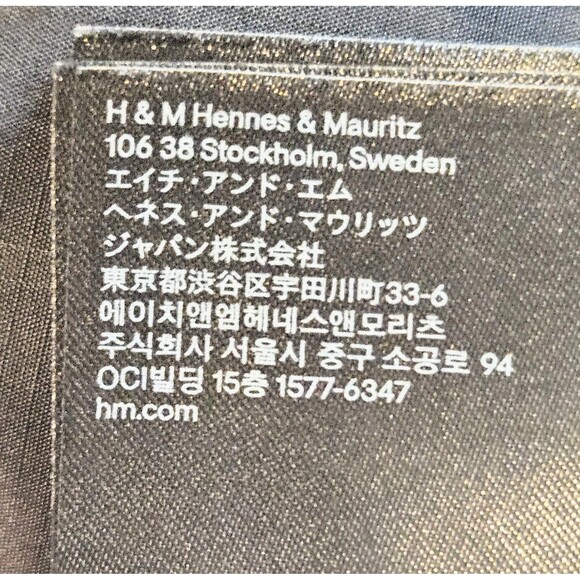 H & M Hennes & Mauritz
106 38 Stockholm, Sweden
エイチ・アンド・エム
ヘネス・アンド・マウリッツ
ジャパン株式会社
東京都渋谷区宇田川町33-6
에이치앤엠헤네스앤모리츠
주식회사 서울시 중구 소공로 94
OCI빌딩 15층 1577-6347
hm.com